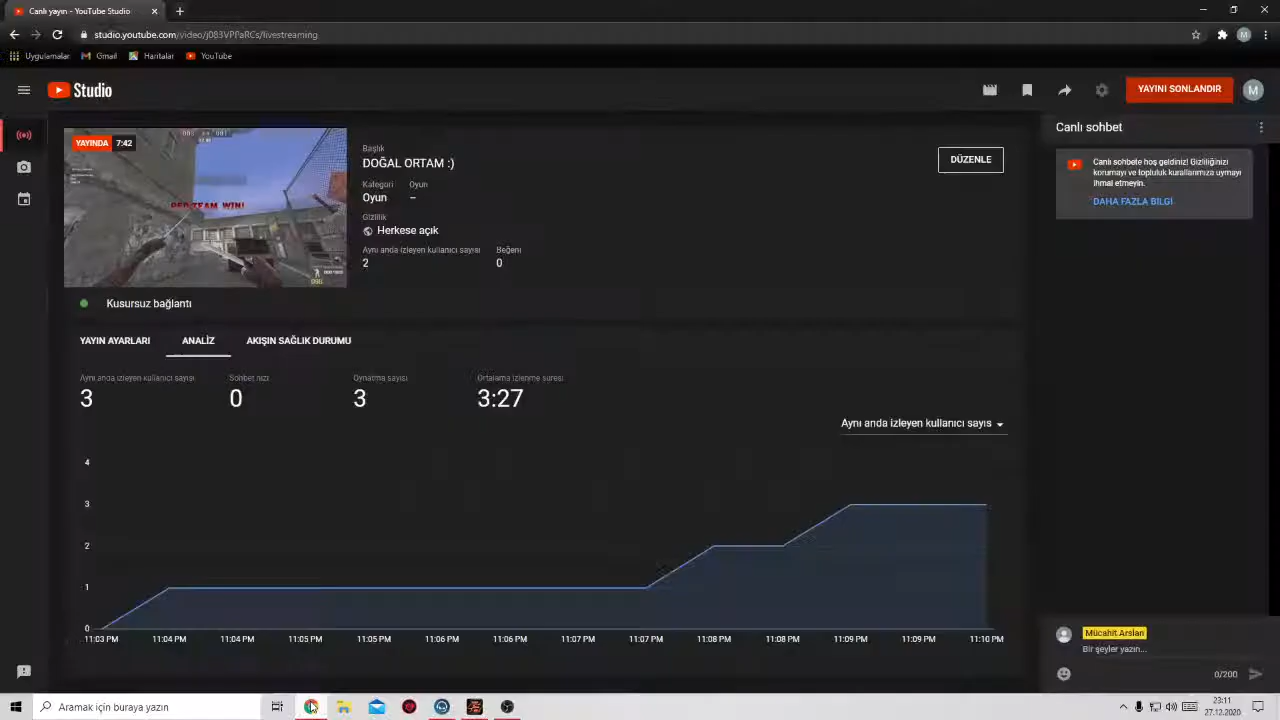 Canlı yayın - YouTube Studio
studio.youtube.com/video/j083VPPaRCs/livestreaming
Uygulamalar
Gmail
Haritalar
YouTube
Studio
YAYINI SONLANDIR
M
YAYINDA 7:42
RED TEAM WIN!
Başlık
DOĞAL ORTAM :)
DÜZENLE
Kategori Oyun
Oyun –
Gizlilik
Herkese açık
Aynı anda izleyen kullanıcı sayısı Beğeni
2 0
Kusursuz bağlantı
YAYIN AYARLARI ANALİZ AKIŞIN SAĞLIK DURUMU
Aynı anda izleyen kullanıcı sayısı Sohbet hızı Oynatma sayısı Ortalama izlenme süresi
3 0 3 3:27
Aynı anda izleyen kullanıcı sayıs
4
3
2
1
0
11:03 PM 11:04 PM 11:04 PM 11:05 PM 11:05 PM 11:06 PM 11:06 PM 11:07 PM 11:07 PM 11:08 PM 11:08 PM 11:09 PM 11:09 PM 11:10 PM
Canlı sohbet
Canlı sohbete hoş geldiniz! Gizliliğinizi
korumayı ve topluluk kurallarımıza uymayı
ihmal etmeyin.
DAHA FAZLA BİLGİ
Mücahit Arslan
Bir şeyler yazın...
0/200
Aramak için buraya yazın
23:11
27.12.2020